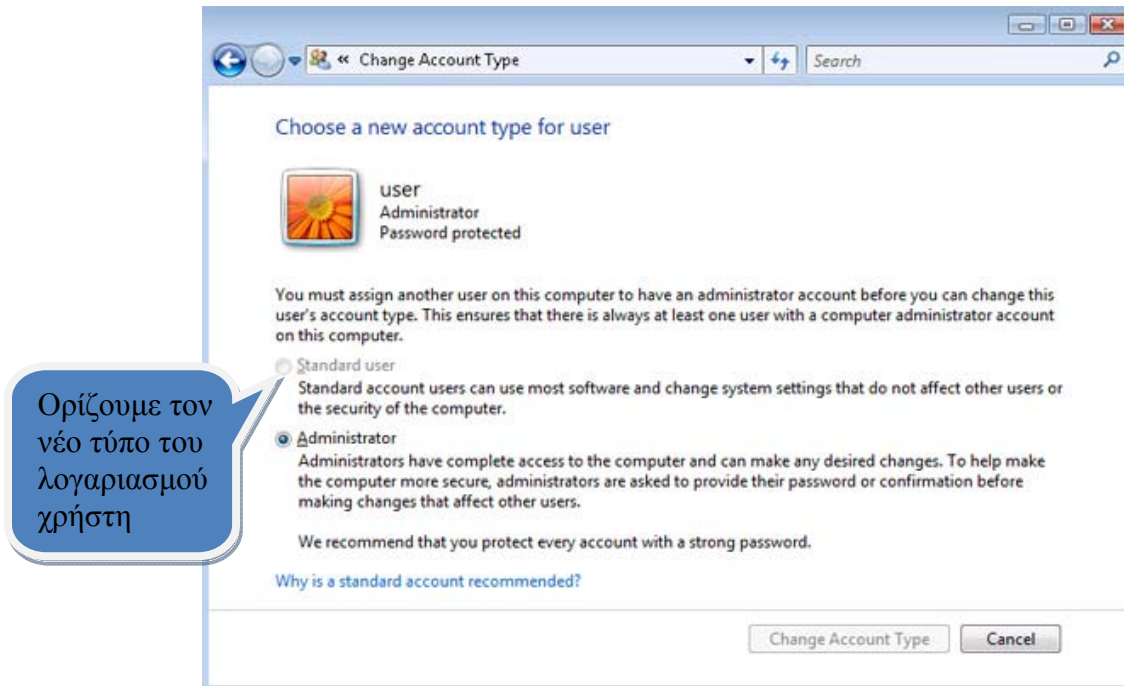 « Change Account Type
Search
Choose a new account type for user
user
Administrator
Password protected
You must assign another user on this computer to have an administrator account before you can change this
user's account type. This ensures that there is always at least one user with a computer administrator account
on this computer.
Standard user
Standard account users can use most software and change system settings that do not affect other users or
the security of the computer.
Ορίζουμε τον
νέο τύπο του
λογαριασμού
χρήστη
Administrator
Administrators have complete access to the computer and can make any desired changes. To help make
the computer more secure, administrators are asked to provide their password or confirmation before
making changes that affect other users.
We recommend that you protect every account with a strong password.
Why is a standard account recommended?
Change Account Type
Cancel